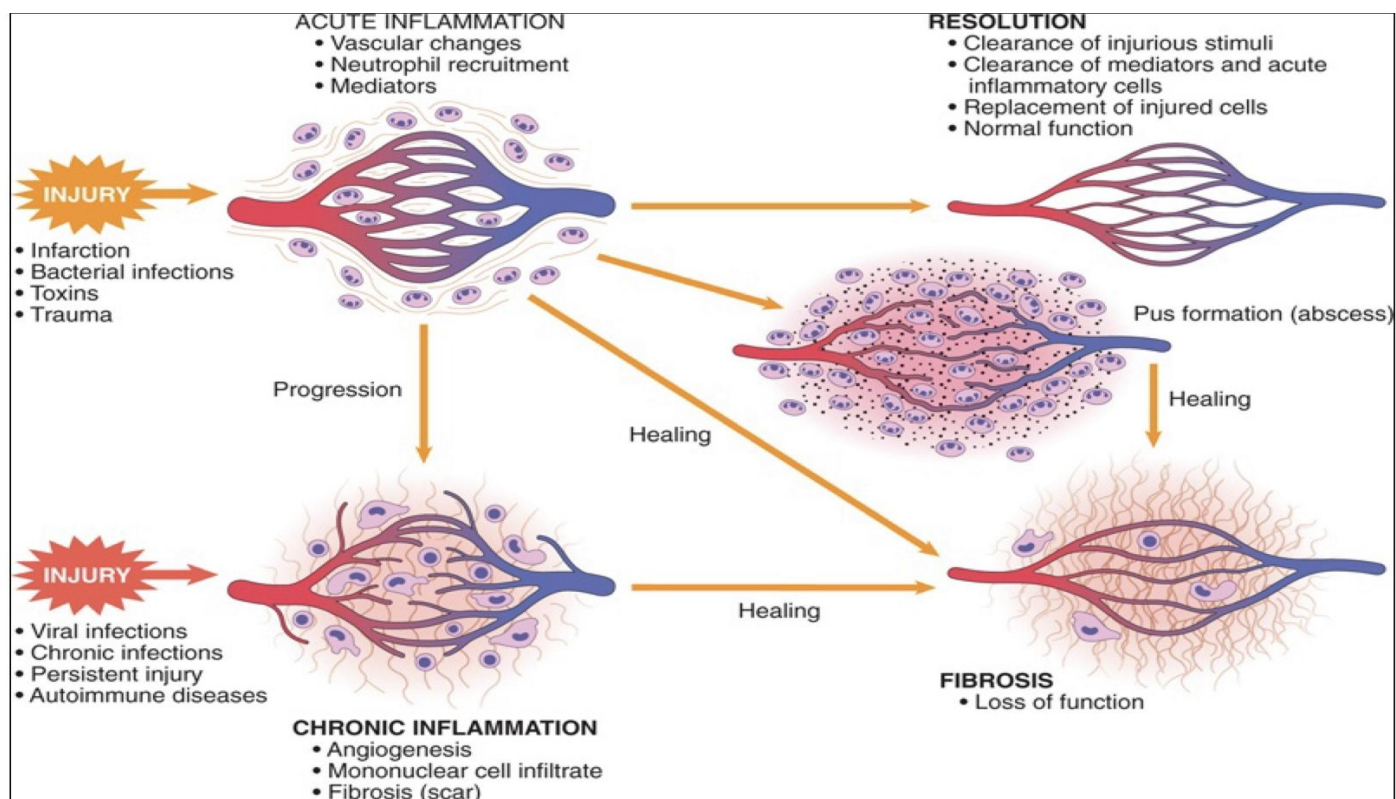 ACUTE INFLAMMATION
• Vascular changes
• Neutrophil recruitment
• Mediators
RESOLUTION
• Clearance of injurious stimuli
• Clearance of mediators and acute
inflammatory cells
• Replacement of injured cells
• Normal function
INJURY
• Infarction
• Bacterial infections
• Toxins
• Trauma
Pus formation (abscess)
Progression
Healing
Healing
INJURY
• Viral infections
• Chronic infections
• Persistent injury
• Autoimmune diseases
Healing
CHRONIC INFLAMMATION
• Angiogenesis
• Mononuclear cell infiltrate
• Fibrosis (scar)
FIBROSIS
• Loss of function